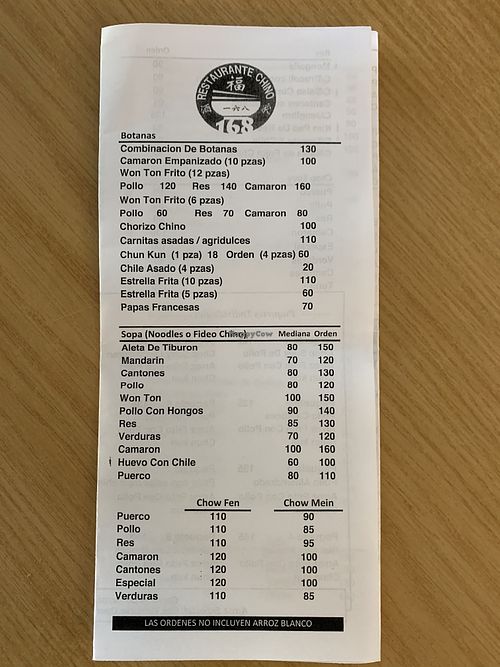 RESTAURANTE CHINO
福
一六八
168
Botanas
Combinacion De Botanas 130
Camaron Empanizado (10 pzas) 100
Won Ton Frito (12 pzas)
Pollo 120 Res 140 Camaron 160
Won Ton Frito (6 pzas)
Pollo 60 Res 70 Camaron 80
Chorizo Chino 100
Carnitas asadas / agridulces 110
Chun Kun (1 pza) 18 Orden (4 pzas) 60
Chile Asado (4 pzas) 20
Estrella Frita (10 pzas) 110
Estrella Frita (5 pzas) 60
Papas Francesas 70
Sopa (Noodles o Fideo Chino) Mediana Orden
HappyCow
Aleta De Tiburon 80 150
Mandarin 70 120
Cantones 80 130
Pollo 80 120
Won Ton 100 150
Pollo Con Hongos 90 140
Res 85 130
Verduras 70 120
Camaron 100 160
Huevo Con Chile 60 100
Puerco 80 110
Chow Fen Chow Mein
Puerco 110 90
Pollo 110 85
Res 110 95
Camaron 120 100
Cantones 120 100
Especial 120 100
Verduras 110 85
LAS ORDENES NO INCLUYEN ARROZ BLANCO